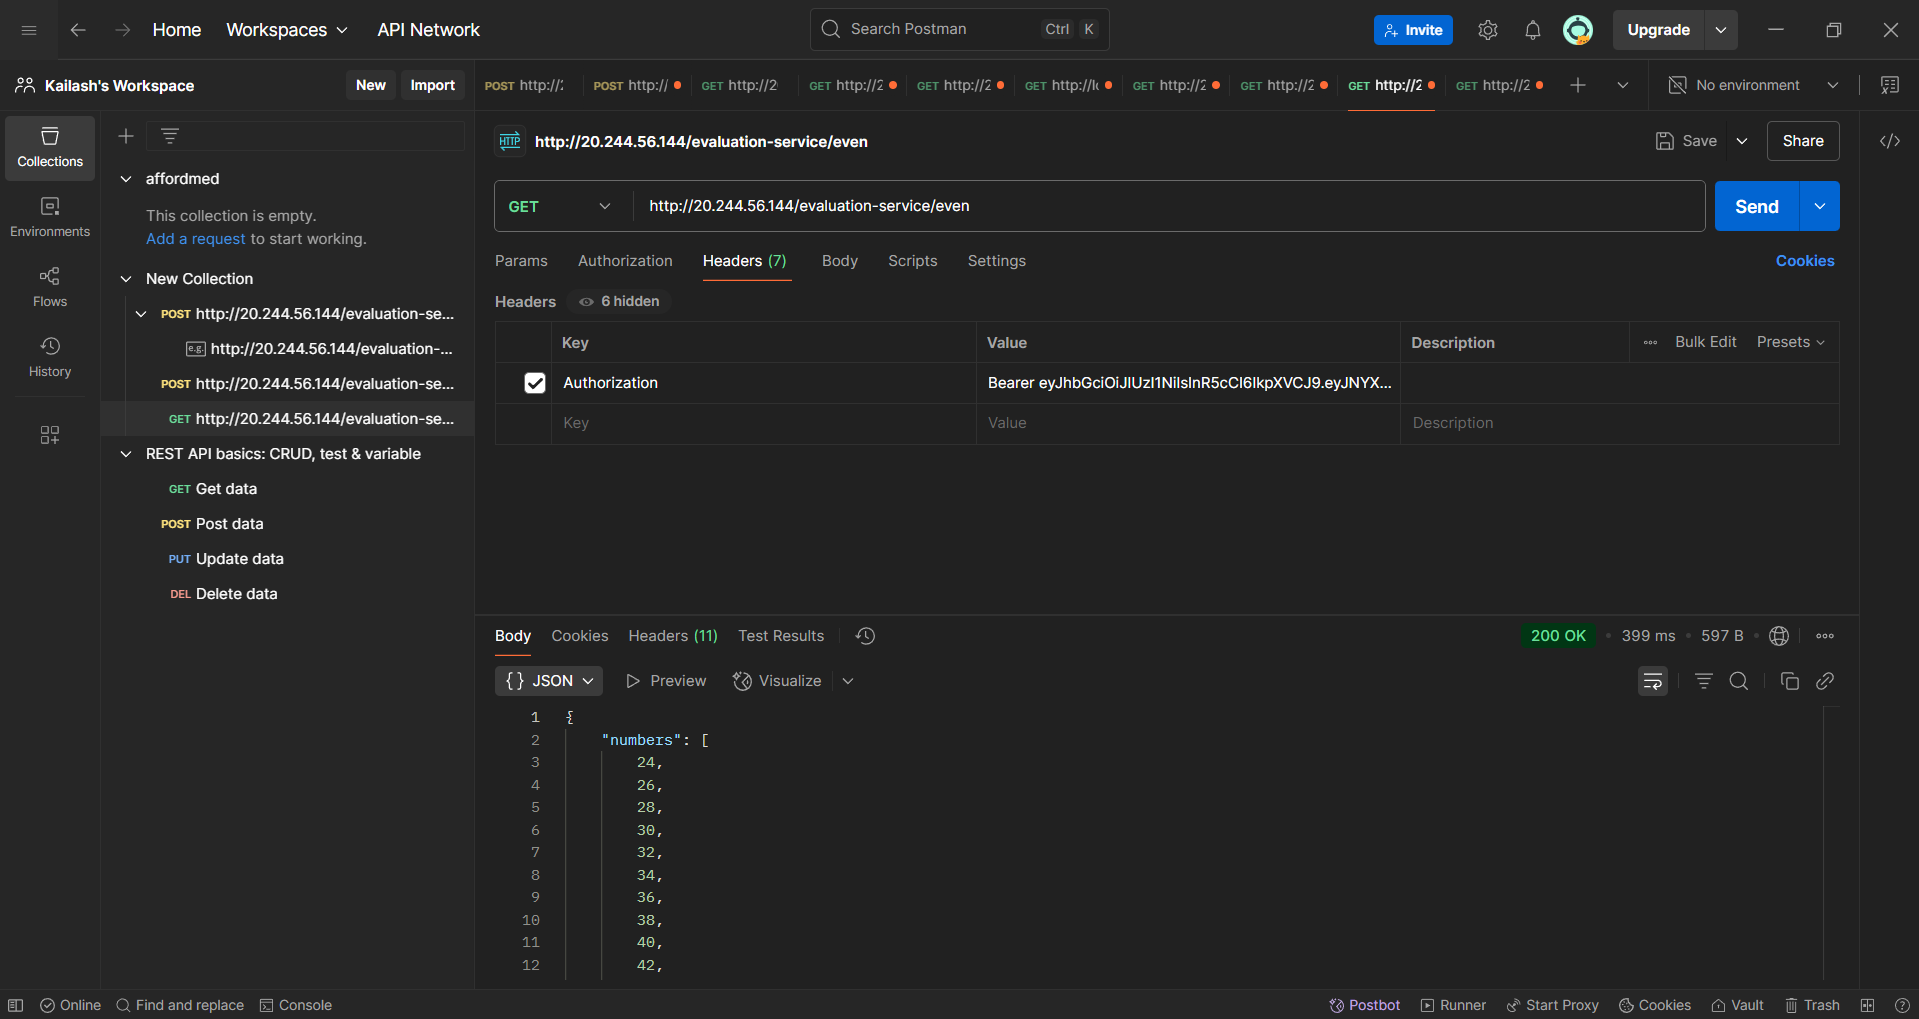 Home Workspaces API Network Search Postman Ctrl K Invite Upgrade
Kailash's Workspace New Import POST http:// POST http:// GET http://2 GET http://2 GET http://2 GET http://lo GET http://2 GET http://2 GET http://2 GET http://2 No environment
Collections
Environments
Flows
History
affordmed
This collection is empty.
Add a request to start working.
New Collection
POST http://20.244.56.144/evaluation-se...
e.g. http://20.244.56.144/evaluation-...
POST http://20.244.56.144/evaluation-se...
GET http://20.244.56.144/evaluation-se...
REST API basics: CRUD, test & variable
GET Get data
POST Post data
PUT Update data
DEL Delete data
HTTP http://20.244.56.144/evaluation-service/even Save Share
GET http://20.244.56.144/evaluation-service/even Send
Params Authorization Headers (7) Body Scripts Settings Cookies
Headers 6 hidden
Key Value Description Bulk Edit Presets
Authorization Bearer eyJhbGciOiJIUzI1NiIsInR5cCI6IkpXVCJ9.eyJNYX...
Key Value Description
Body Cookies Headers (11) Test Results 200 OK • 399 ms • 597 B
{} JSON Preview Visualize
1 {
2 "numbers": [
3 24,
4 26,
5 28,
6 30,
7 32,
8 34,
9 36,
10 38,
11 40,
12 42,
Online Find and replace Console Postbot Runner Start Proxy Cookies Vault Trash